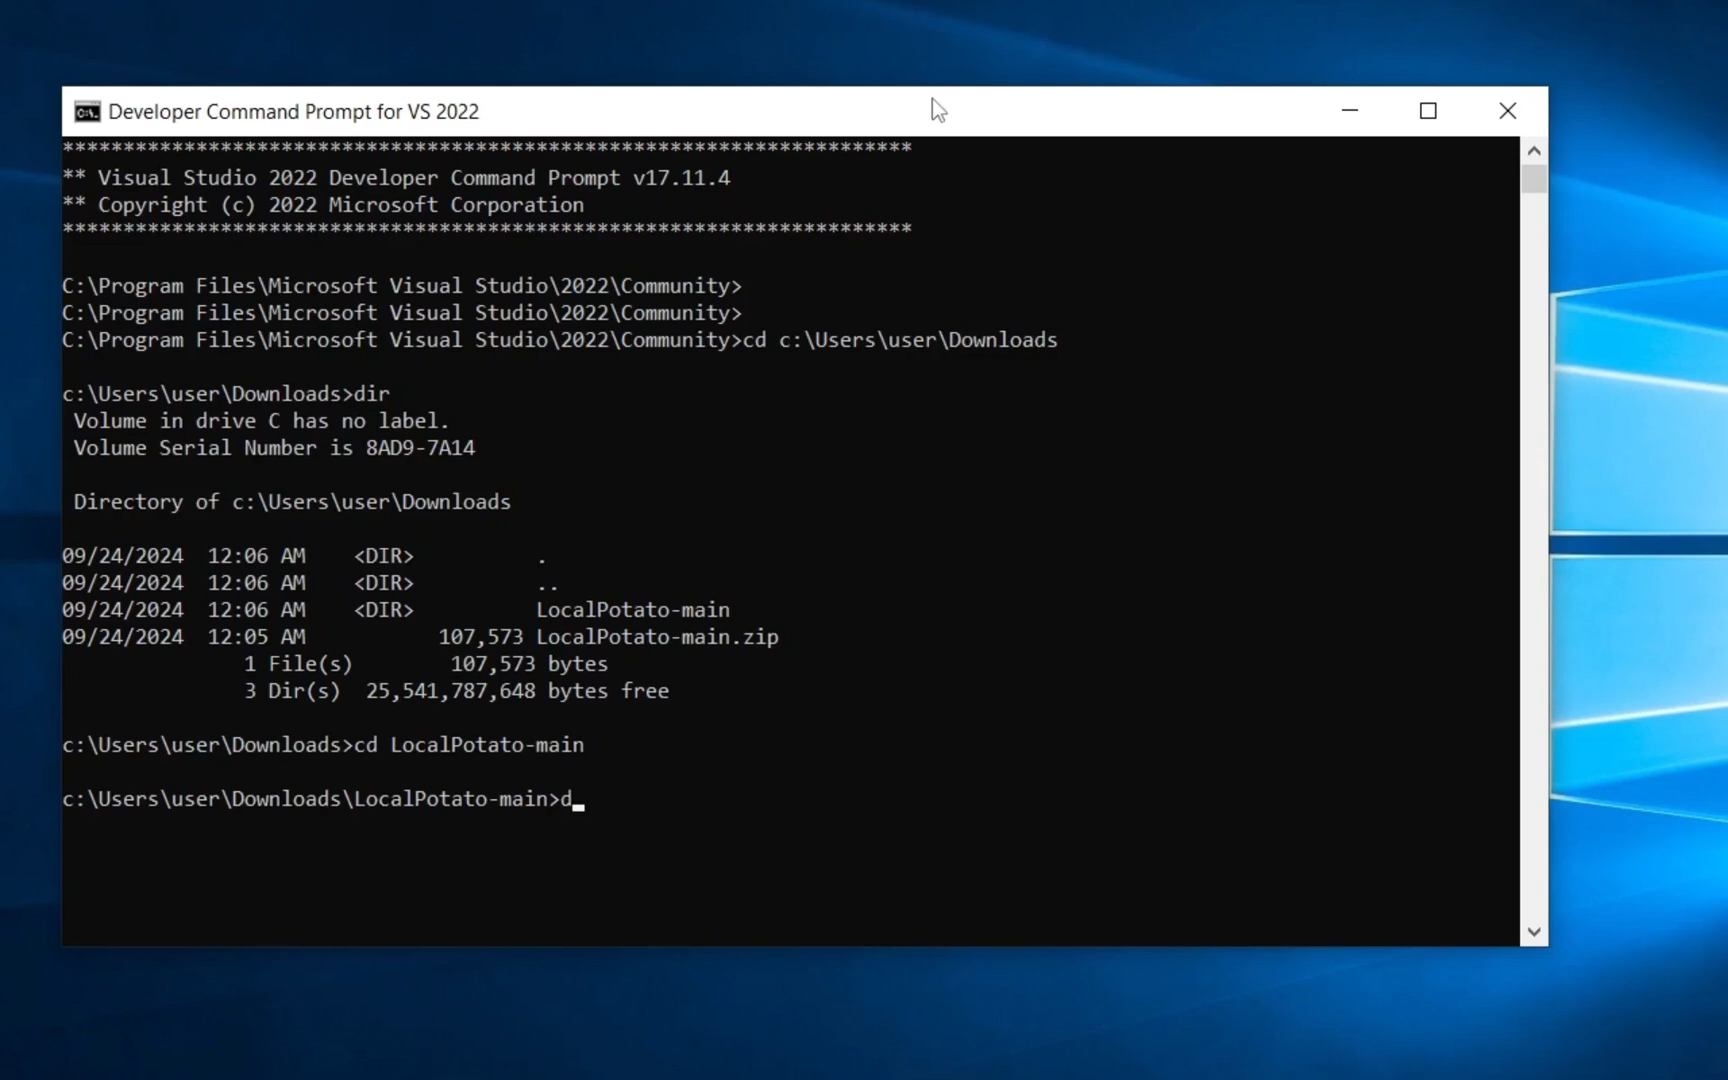 Developer Command Prompt for VS 2022
**********************************************************************
** Visual Studio 2022 Developer Command Prompt v17.11.4
** Copyright (c) 2022 Microsoft Corporation
**********************************************************************
C:\Program Files\Microsoft Visual Studio\2022\Community>
C:\Program Files\Microsoft Visual Studio\2022\Community>
C:\Program Files\Microsoft Visual Studio\2022\Community>cd c:\Users\user\Downloads
c:\Users\user\Downloads>dir
Volume in drive C has no label.
Volume Serial Number is 8AD9-7A14
Directory of c:\Users\user\Downloads
09/24/2024  12:06 AM    <DIR>          .
09/24/2024  12:06 AM    <DIR>          ..
09/24/2024  12:06 AM    <DIR>          LocalPotato-main
09/24/2024  12:05 AM           107,573 LocalPotato-main.zip
1 File(s)        107,573 bytes
3 Dir(s)  25,541,787,648 bytes free
c:\Users\user\Downloads>cd LocalPotato-main
c:\Users\user\Downloads\LocalPotato-main>d_